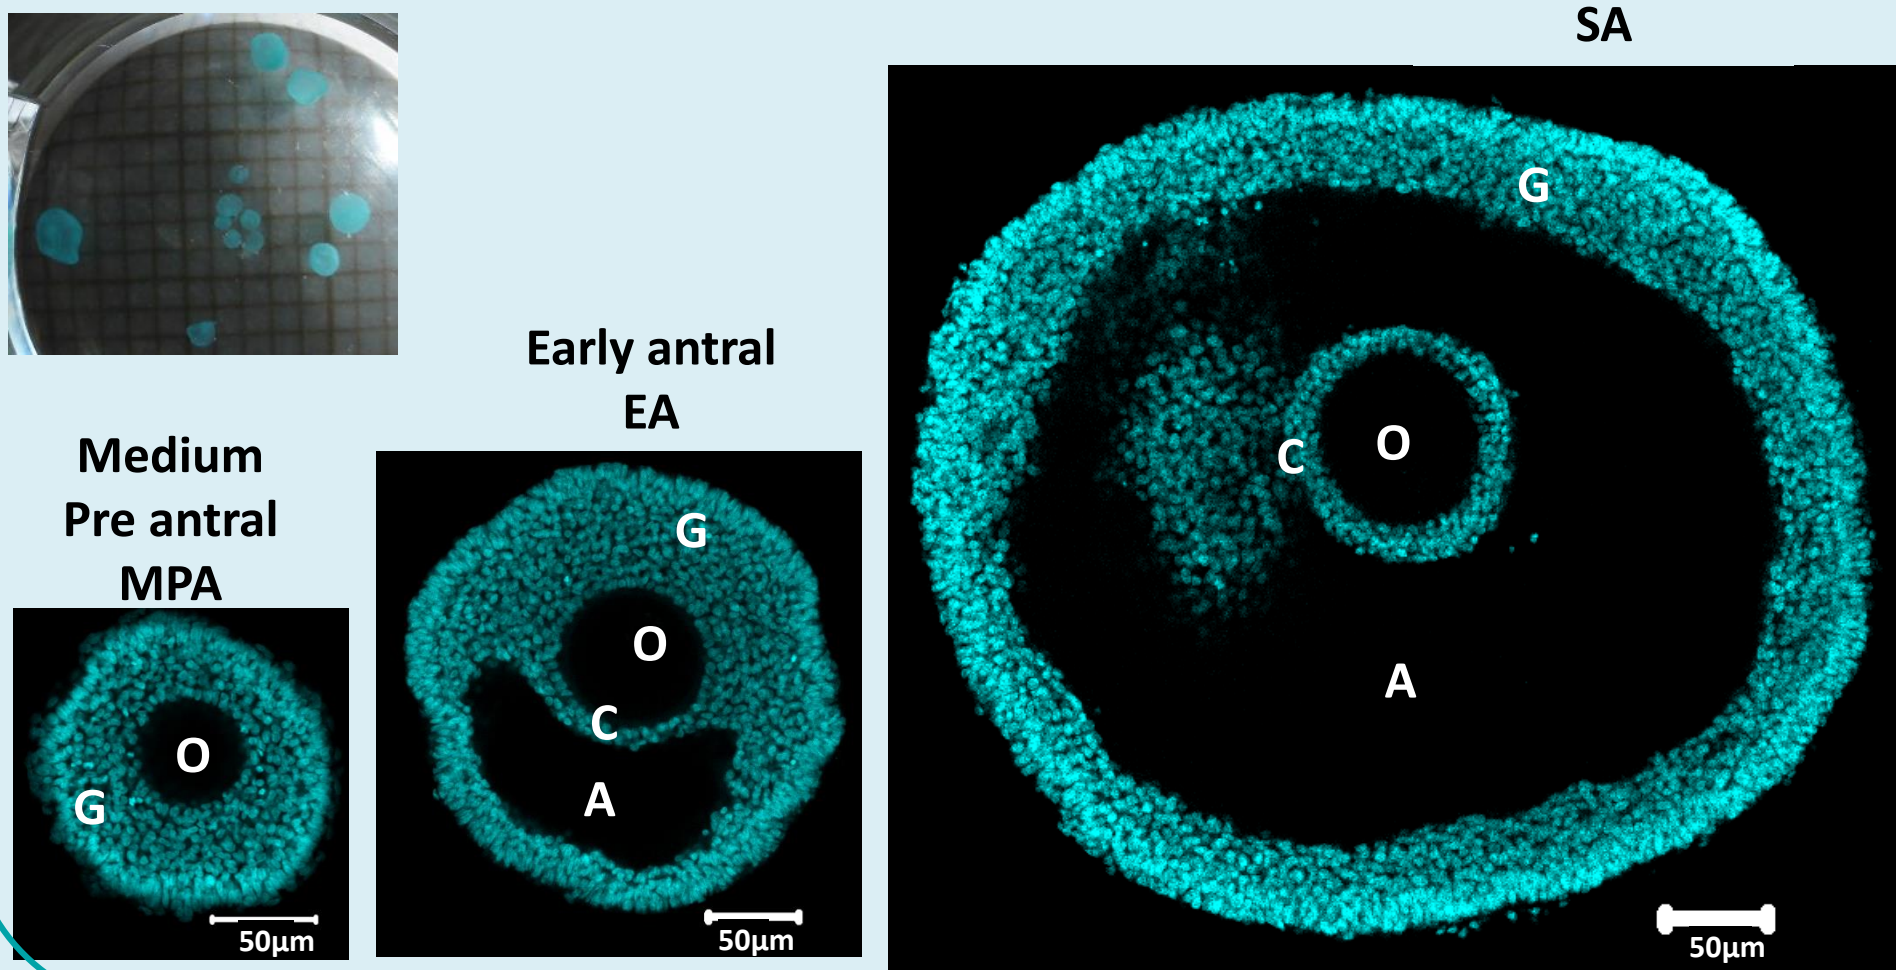 SA
G
C
O
A
50µm
Early antral
EA
G
O
C
A
50µm
Medium
Pre antral
MPA
O
G
50µm